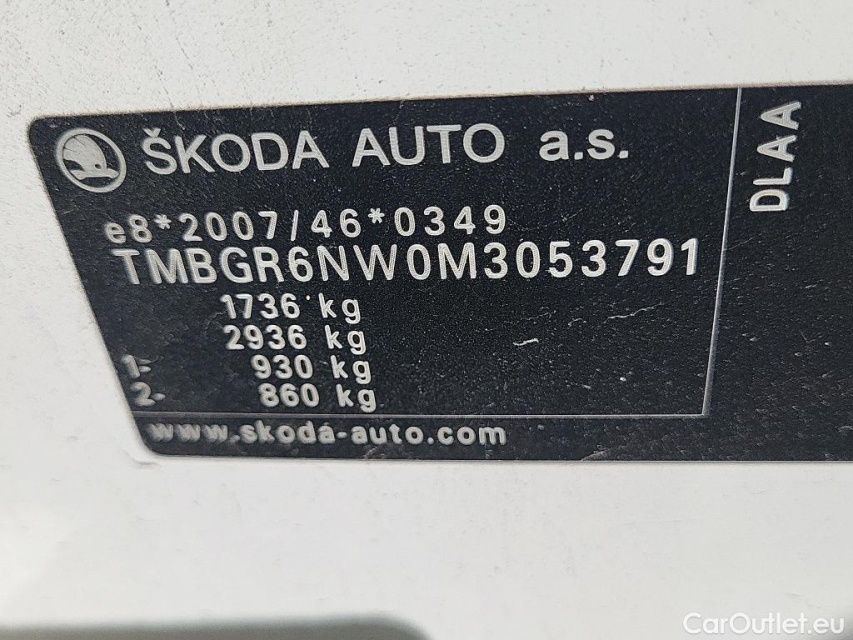 ŠKODA AUTO a.s.
DLAA
e8*2007/46*0349
TMBGR6NW0M3053791
1736 kg
2936 kg
1- 930 kg
2- 860 kg
www.skoda-auto.com
CarOutlet.eu